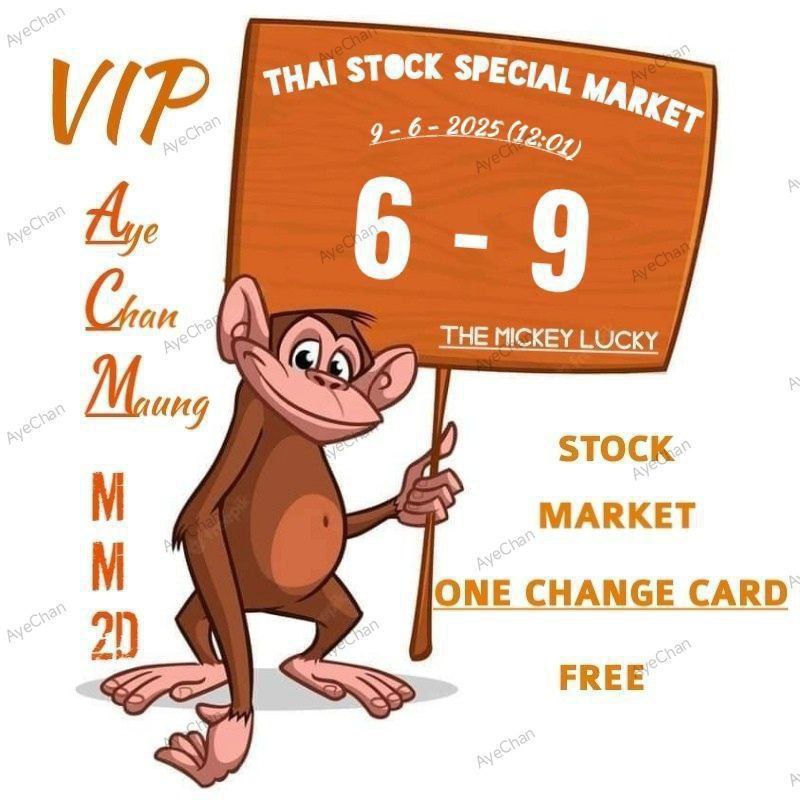 VIP
Aye
Chan
Maung
M
M
2D
THAI STOCK SPECIAL MARKET
9 - 6 - 2025 (12:01)
6 - 9
THE MICKEY LUCKY
STOCK
MARKET
ONE CHANGE CARD
FREE
AyeChan